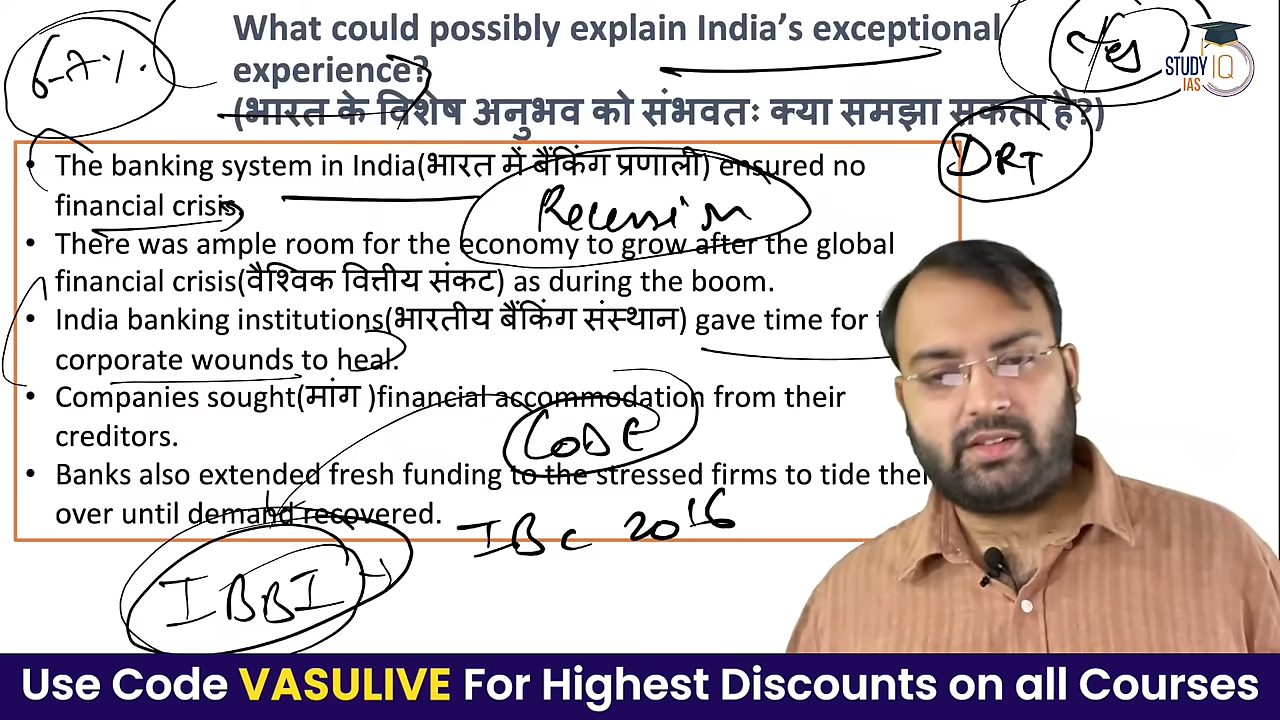 What could possibly explain India's exceptional
experience?
(भारत के विशेष अनुभव को संभवतः क्या समझा सकता है?)
6-7%.
Yes
STUDY IQ
IAS
DRT
• The banking system in India(भारत में बैंकिंग प्रणाली) ensured no
financial crisis
Recession
• There was ample room for the economy to grow after the global
financial crisis(वैश्विक वित्तीय संकट) as during the boom.
• India banking institutions(भारतीय बैंकिंग संस्थान) gave time for
corporate wounds to heal.
• Companies sought(मांग )financial accommodation from their
creditors.
CODE
• Banks also extended fresh funding to the stressed firms to tide
over until demand recovered.
IBC 2016
IBBI
Use Code VASULIVE For Highest Discounts on all Courses